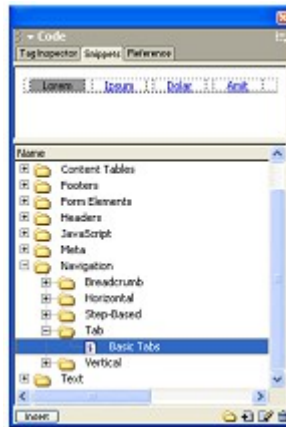 Code
Tag Inspector Snippets Reference
Lorem Ipsum Dolar Amit
Name
Content Tables
Footers
Form Elements
Headers
JavaScript
Meta
Navigation
Breadcrumb
Horizontal
Step-Based
Tab
Basic Tabs
Vertical
Text
Insert